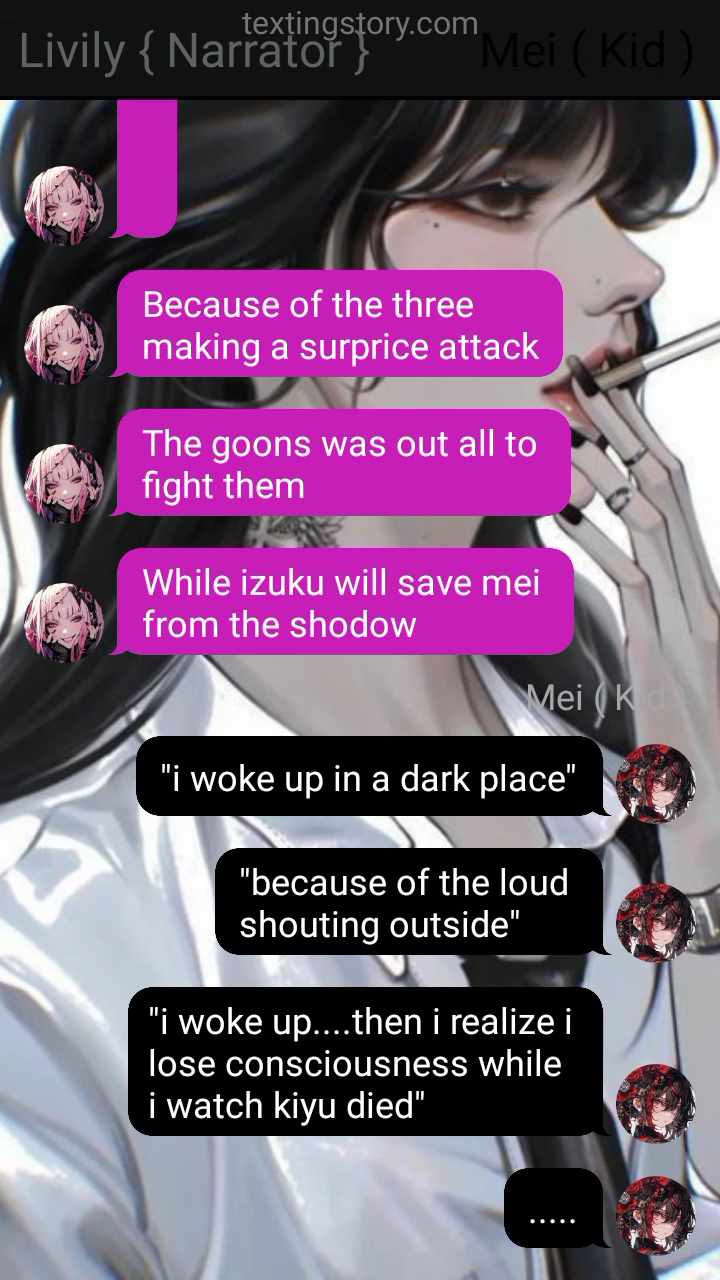 textingstory.com
Livily { Narrator }
Mei ( Kid )
Because of the three
making a surprice attack
The goons was out all to
fight them
While izuku will save mei
from the shodow
Mei ( Kid )
"i woke up in a dark place"
"because of the loud
shouting outside"
"i woke up....then i realize i
lose consciousness while
i watch kiyu died"
.....